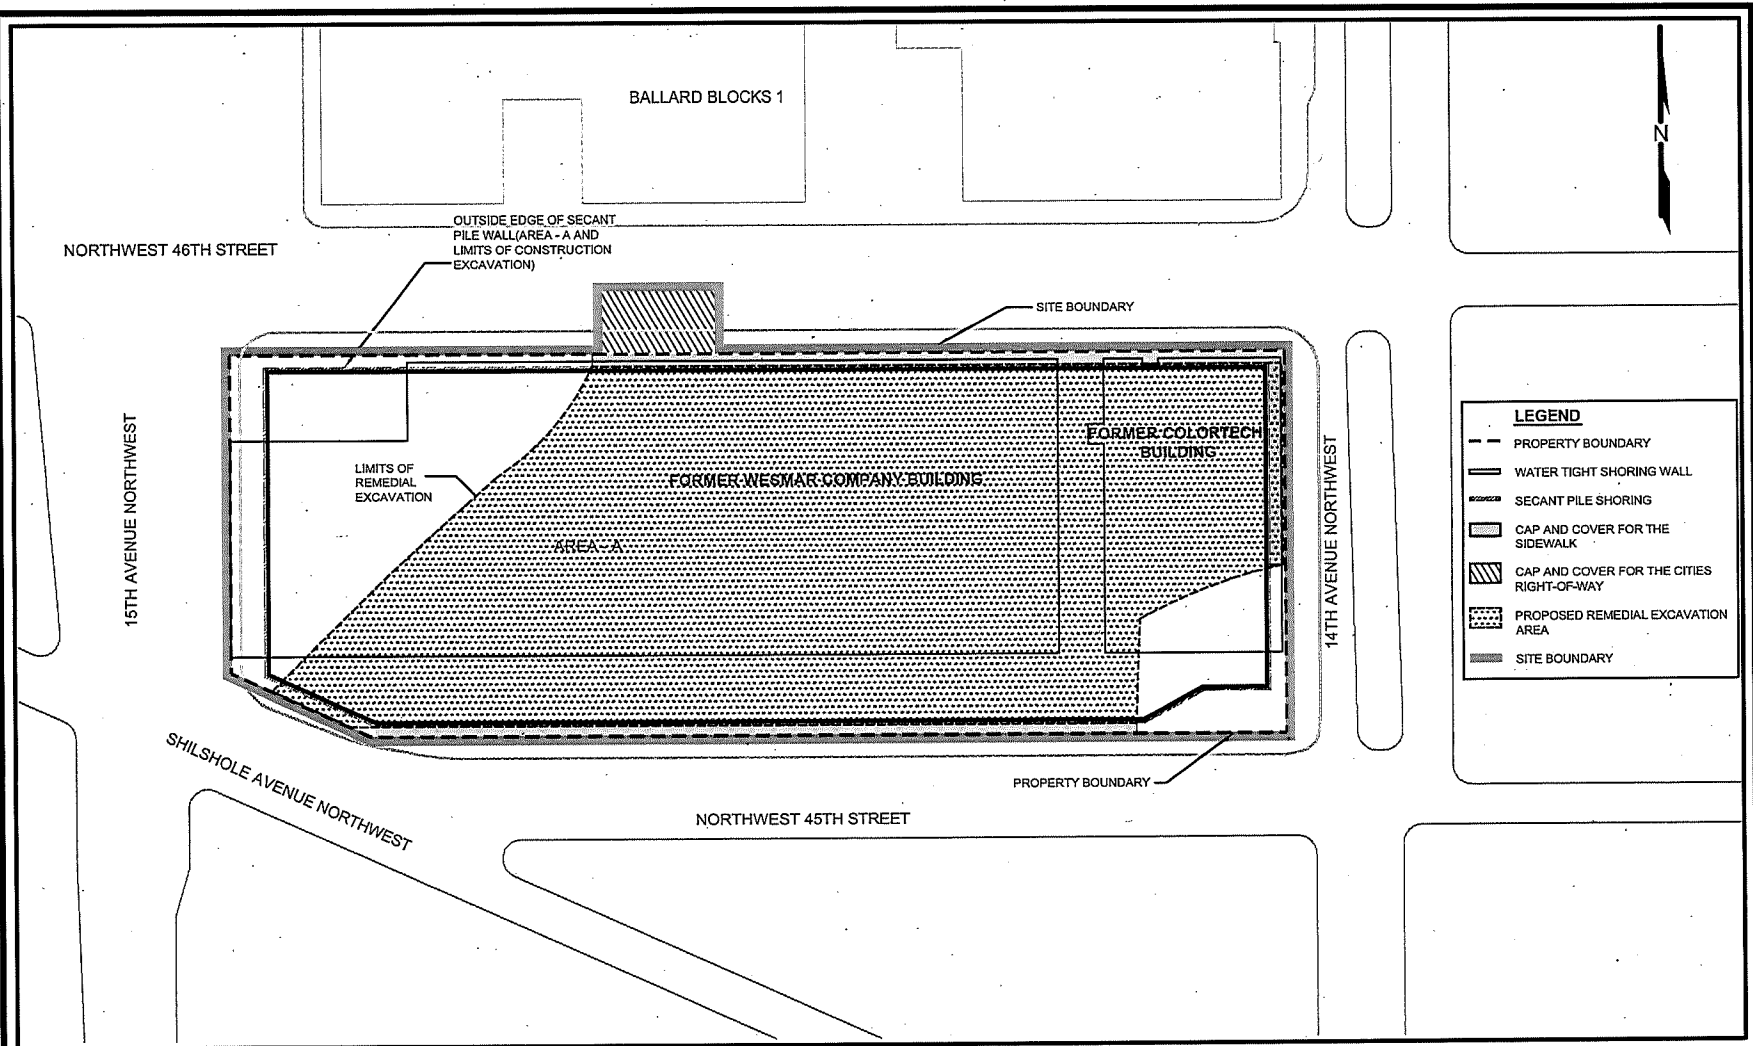 BALLARD BLOCKS 1
N
OUTSIDE EDGE OF SECANT
PILE WALL(AREA - A AND
LIMITS OF CONSTRUCTION
EXCAVATION)
NORTHWEST 46TH STREET
SITE BOUNDARY
15TH AVENUE NORTHWEST
LIMITS OF
REMEDIAL
EXCAVATION
FORMER WESMAR COMPANY BUILDING
FORMER COLORTECH
BUILDING
AREA - A
14TH AVENUE NORTHWEST
LEGEND
PROPERTY BOUNDARY
WATER TIGHT SHORING WALL
SECANT PILE SHORING
CAP AND COVER FOR THE
SIDEWALK
CAP AND COVER FOR THE CITIES
RIGHT-OF-WAY
PROPOSED REMEDIAL EXCAVATION
AREA
SITE BOUNDARY
SHILSHOLE AVENUE NORTHWEST
PROPERTY BOUNDARY
NORTHWEST 45TH STREET